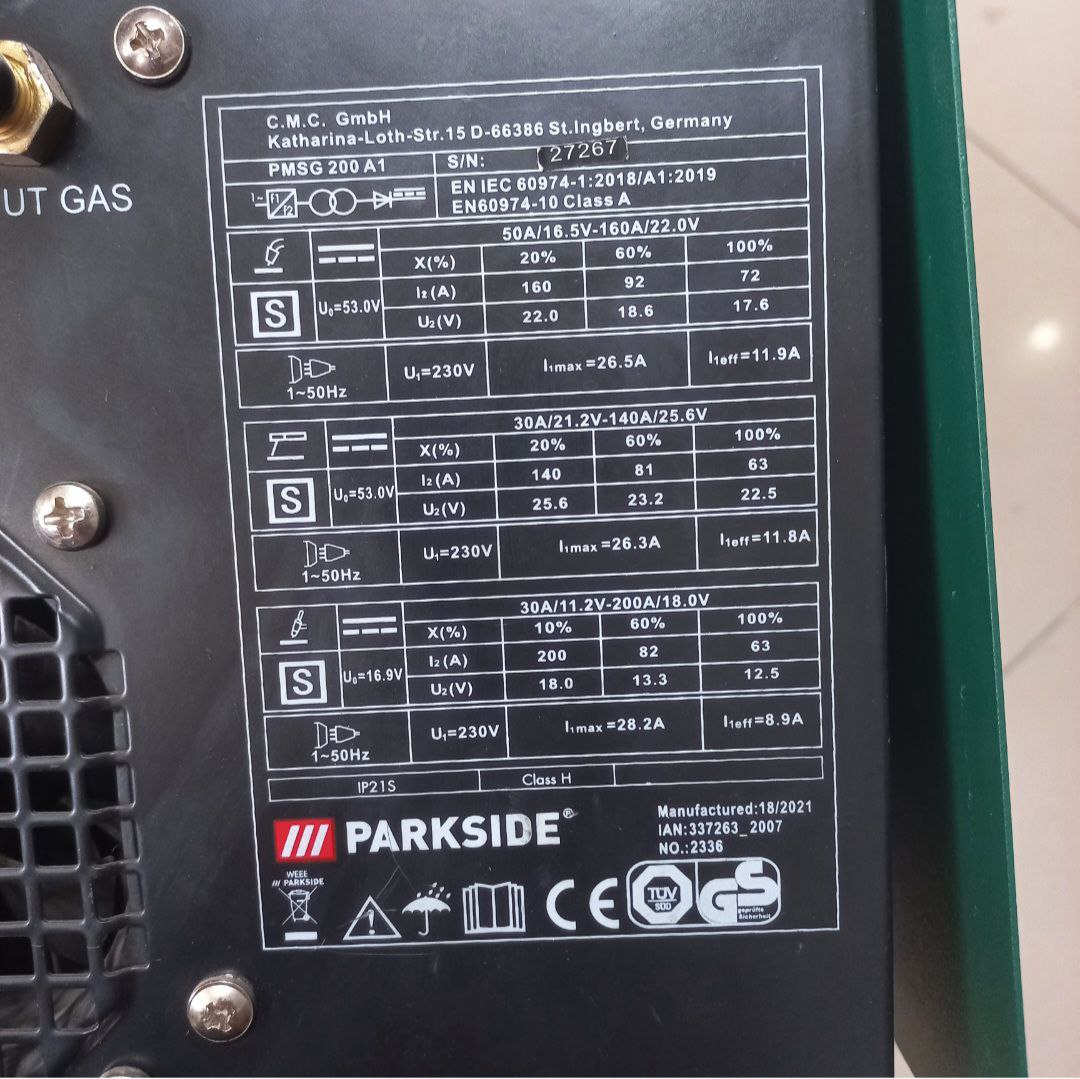 UT GAS
C.M.C. GmbH
Katharina-Loth-Str.15 D-66386 St.Ingbert, Germany
PMSG 200 A1 S/N: 27267
1~ f1 f2
EN IEC 60974-1:2018/A1:2019
EN60974-10 Class A
50A/16.5V-160A/22.0V
X(%) 20% 60% 100%
S U₀=53.0V
I₂(A) 160 92 72
U₂(V) 22.0 18.6 17.6
1~50Hz U₁=230V I₁max=26.5A I₁eff=11.9A
30A/21.2V-140A/25.6V
X(%) 20% 60% 100%
S U₀=53.0V
I₂(A) 140 81 63
U₂(V) 25.6 23.2 22.5
1~50Hz U₁=230V I₁max=26.3A I₁eff=11.8A
30A/11.2V-200A/18.0V
X(%) 10% 60% 100%
S U₀=16.9V
I₂(A) 200 82 63
U₂(V) 18.0 13.3 12.5
1~50Hz U₁=230V I₁max=28.2A I₁eff=8.9A
IP21S Class H
/// PARKSIDE®
Manufactured:18/2021
IAN:337263_2007
NO.:2336
WEEE
/// PARKSIDE
CE
TÜV
SÜD
GS
geprüfte
Sicherheit